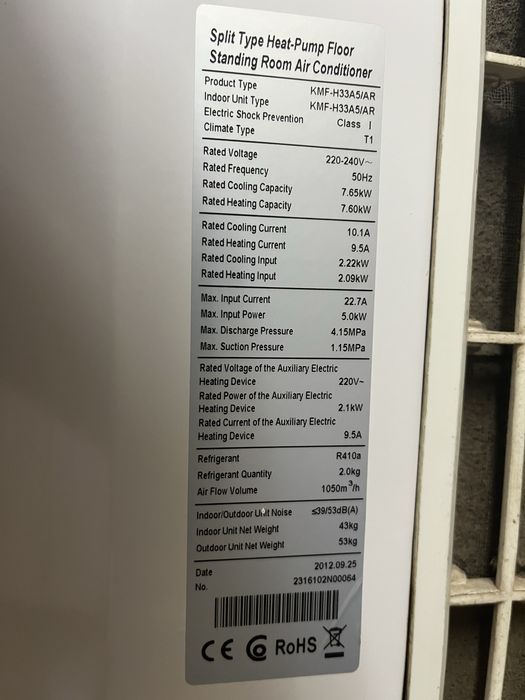 Split Type Heat-Pump Floor
Standing Room Air Conditioner
Product Type KMF-H33A5/AR
Indoor Unit Type KMF-H33A5/AR
Electric Shock Prevention Class I
Climate Type T1
Rated Voltage 220-240V~
Rated Frequency 50Hz
Rated Cooling Capacity 7.65kW
Rated Heating Capacity 7.60kW
Rated Cooling Current 10.1A
Rated Heating Current 9.5A
Rated Cooling Input 2.22kW
Rated Heating Input 2.09kW
Max. Input Current 22.7A
Max. Input Power 5.0kW
Max. Discharge Pressure 4.15MPa
Max. Suction Pressure 1.15MPa
Rated Voltage of the Auxiliary Electric
Heating Device 220V~
Rated Power of the Auxiliary Electric
Heating Device 2.1kW
Rated Current of the Auxiliary Electric
Heating Device 9.5A
Refrigerant R410a
Refrigerant Quantity 2.0kg
Air Flow Volume 1050m³/h
Indoor/Outdoor Unit Noise ≤39/53dB(A)
Indoor Unit Net Weight 43kg
Outdoor Unit Net Weight 53kg
Date 2012.09.25
No. 2316102N00064
CE RoHS